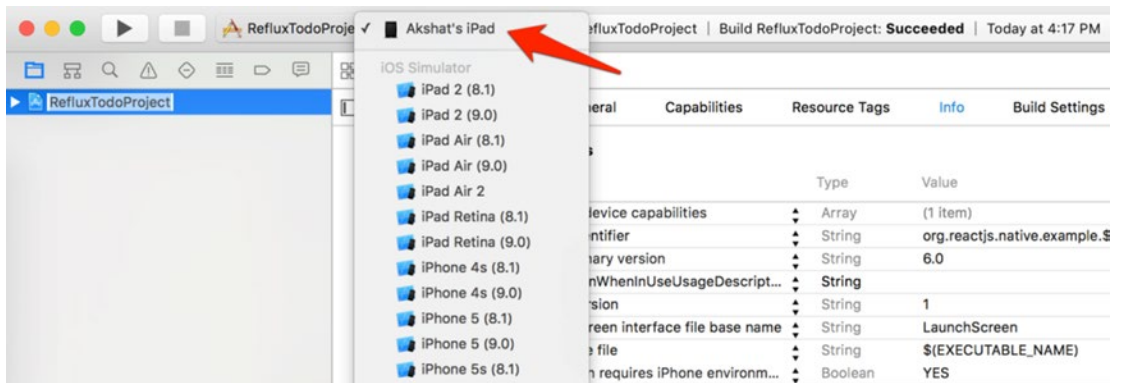 RefluxTodoProje
Akshat's iPad
efluxTodoProject | Build RefluxTodoProject: Succeeded | Today at 4:17 PM
iOS Simulator
RefluxTodoProject
iPad 2 (8.1)
iPad 2 (9.0)
iPad Air (8.1)
iPad Air (9.0)
iPad Air 2
iPad Retina (8.1)
iPad Retina (9.0)
iPhone 4s (8.1)
iPhone 4s (9.0)
iPhone 5 (8.1)
iPhone 5 (9.0)
iPhone 5s (8.1)
neral Capabilities Resource Tags Info Build Settings
s
Type Value
device capabilities Array (1 item)
entifier String org.reactjs.native.example.$
nary version String 6.0
nWhenInUseUsageDescript... String
rsion String 1
reen interface file base name String LaunchScreen
e file String $(EXECUTABLE_NAME)
n requires iPhone environm... Boolean YES